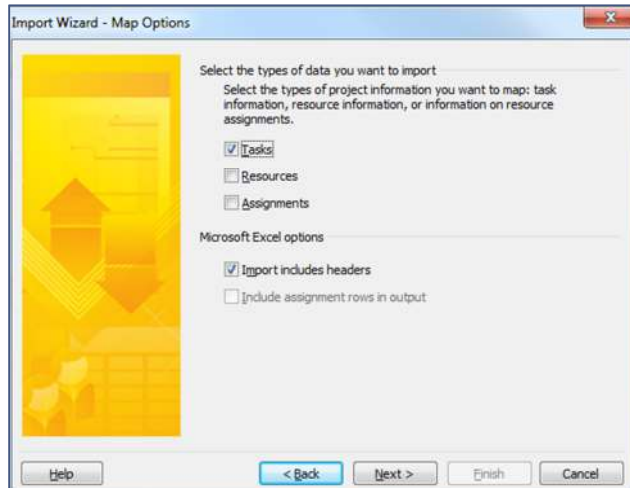 Import Wizard - Map Options
Select the types of data you want to import
Select the types of project information you want to map: task
information, resource information, or information on resource
assignments.
Tasks
Resources
Assignments
Microsoft Excel options
Import includes headers
Include assignment rows in output
Help
< Back
Next >
Finish
Cancel